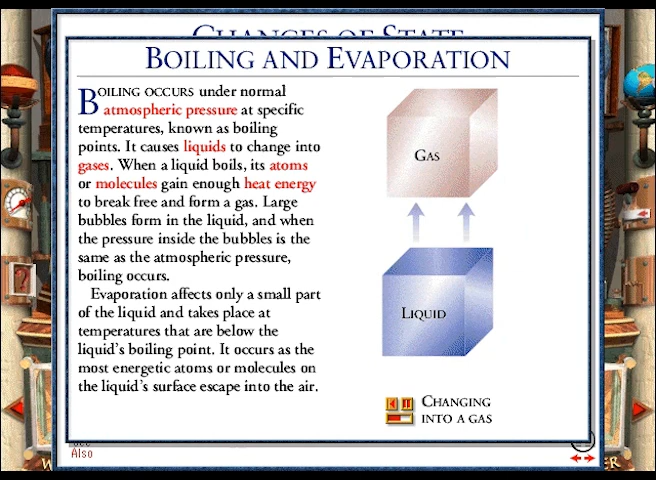 CHANGES OF STATE
BOILING AND EVAPORATION
BOILING OCCURS under normal
atmospheric pressure at specific
temperatures, known as boiling
points. It causes liquids to change into
gases. When a liquid boils, its atoms
or molecules gain enough heat energy
to break free and form a gas. Large
bubbles form in the liquid, and when
the pressure inside the bubbles is the
same as the atmospheric pressure,
boiling occurs.
Evaporation affects only a small part
of the liquid and takes place at
temperatures that are below the
liquid's boiling point. It occurs as the
most energetic atoms or molecules on
the liquid's surface escape into the air.
GAS
LIQUID
CHANGING
INTO A GAS
See
Also